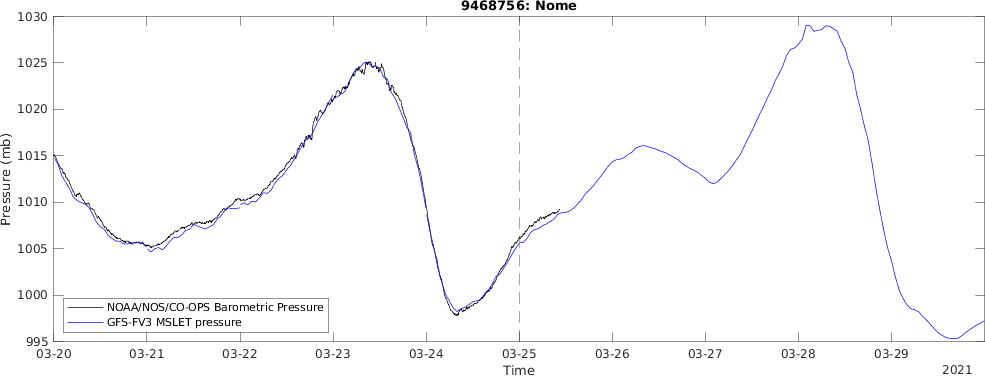 9468756: Nome
1030
1025
1020
1015
1010
1005
1000
995
Pressure (mb)
NOAA/NOS/CO-OPS Barometric Pressure
GFS-FV3 MSLET pressure
03-20 03-21 03-22 03-23 03-24 03-25 03-26 03-27 03-28 03-29
Time
2021